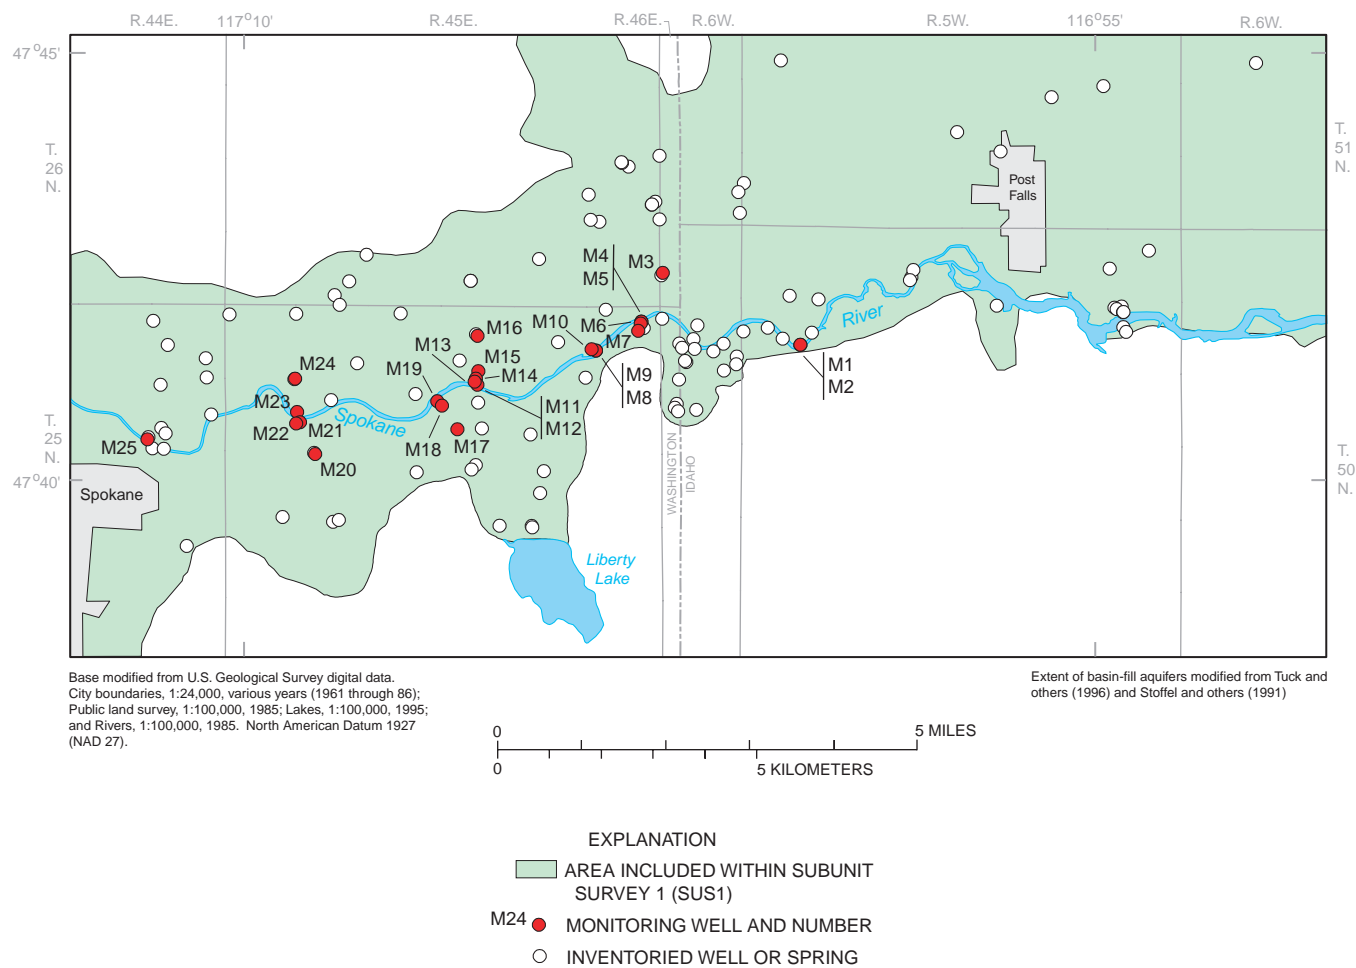 R.44E.
117°10'
R.45E.
R.46E.
R.6W.
R.5W.
116°55'
R.6W.
47°45'
T.
26
N.
T.
51
N.
Post
Falls
M4
M5
M3
M16
M10
M6
M7
River
M13
M15
M14
M19
M24
M9
M8
M1
M2
M11
M12
M23
M22
M21
Spokane
M18
M17
M25
M20
T.
25
N.
47°40'
T.
50
N.
WASHINGTON
IDAHO
Spokane
Liberty
Lake
Base modified from U.S. Geological Survey digital data.
City boundaries, 1:24,000, various years (1961 through 86);
Public land survey, 1:100,000, 1985; Lakes, 1:100,000, 1995;
and Rivers, 1:100,000, 1985. North American Datum 1927
(NAD 27).
Extent of basin-fill aquifers modified from Tuck and
others (1996) and Stoffel and others (1991)
0
5 MILES
0
5 KILOMETERS
EXPLANATION
AREA INCLUDED WITHIN SUBUNIT
SURVEY 1 (SUS1)
M24
MONITORING WELL AND NUMBER
INVENTORIED WELL OR SPRING